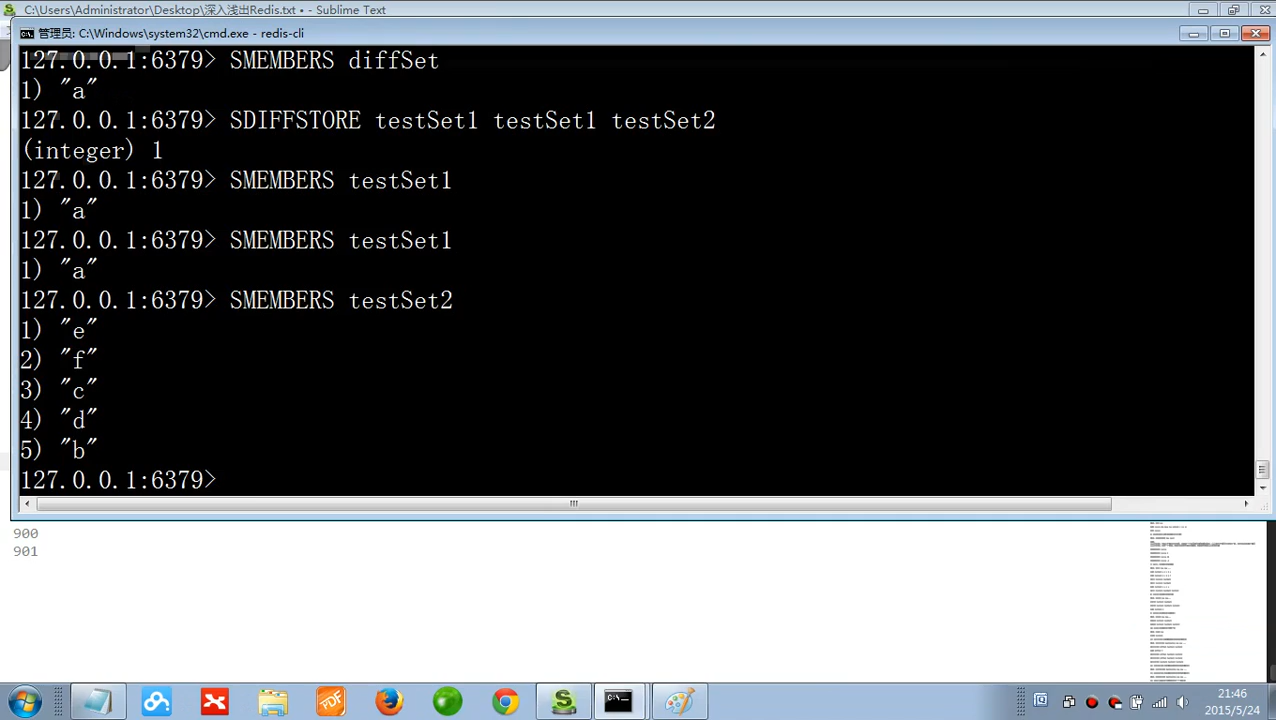 C:\Users\Administrator\Desktop\深入浅出Redis.txt • - Sublime Text
管理员: C:\Windows\system32\cmd.exe - redis-cli
127.0.0.1:6379> SMEMBERS diffSet
1) "a"
127.0.0.1:6379> SDIFFSTORE testSet1 testSet1 testSet2
(integer) 1
127.0.0.1:6379> SMEMBERS testSet1
1) "a"
127.0.0.1:6379> SMEMBERS testSet1
1) "a"
127.0.0.1:6379> SMEMBERS testSet2
1) "e"
2) "f"
3) "c"
4) "d"
5) "b"
127.0.0.1:6379>
900
901
PDF
21:46
2015/5/24